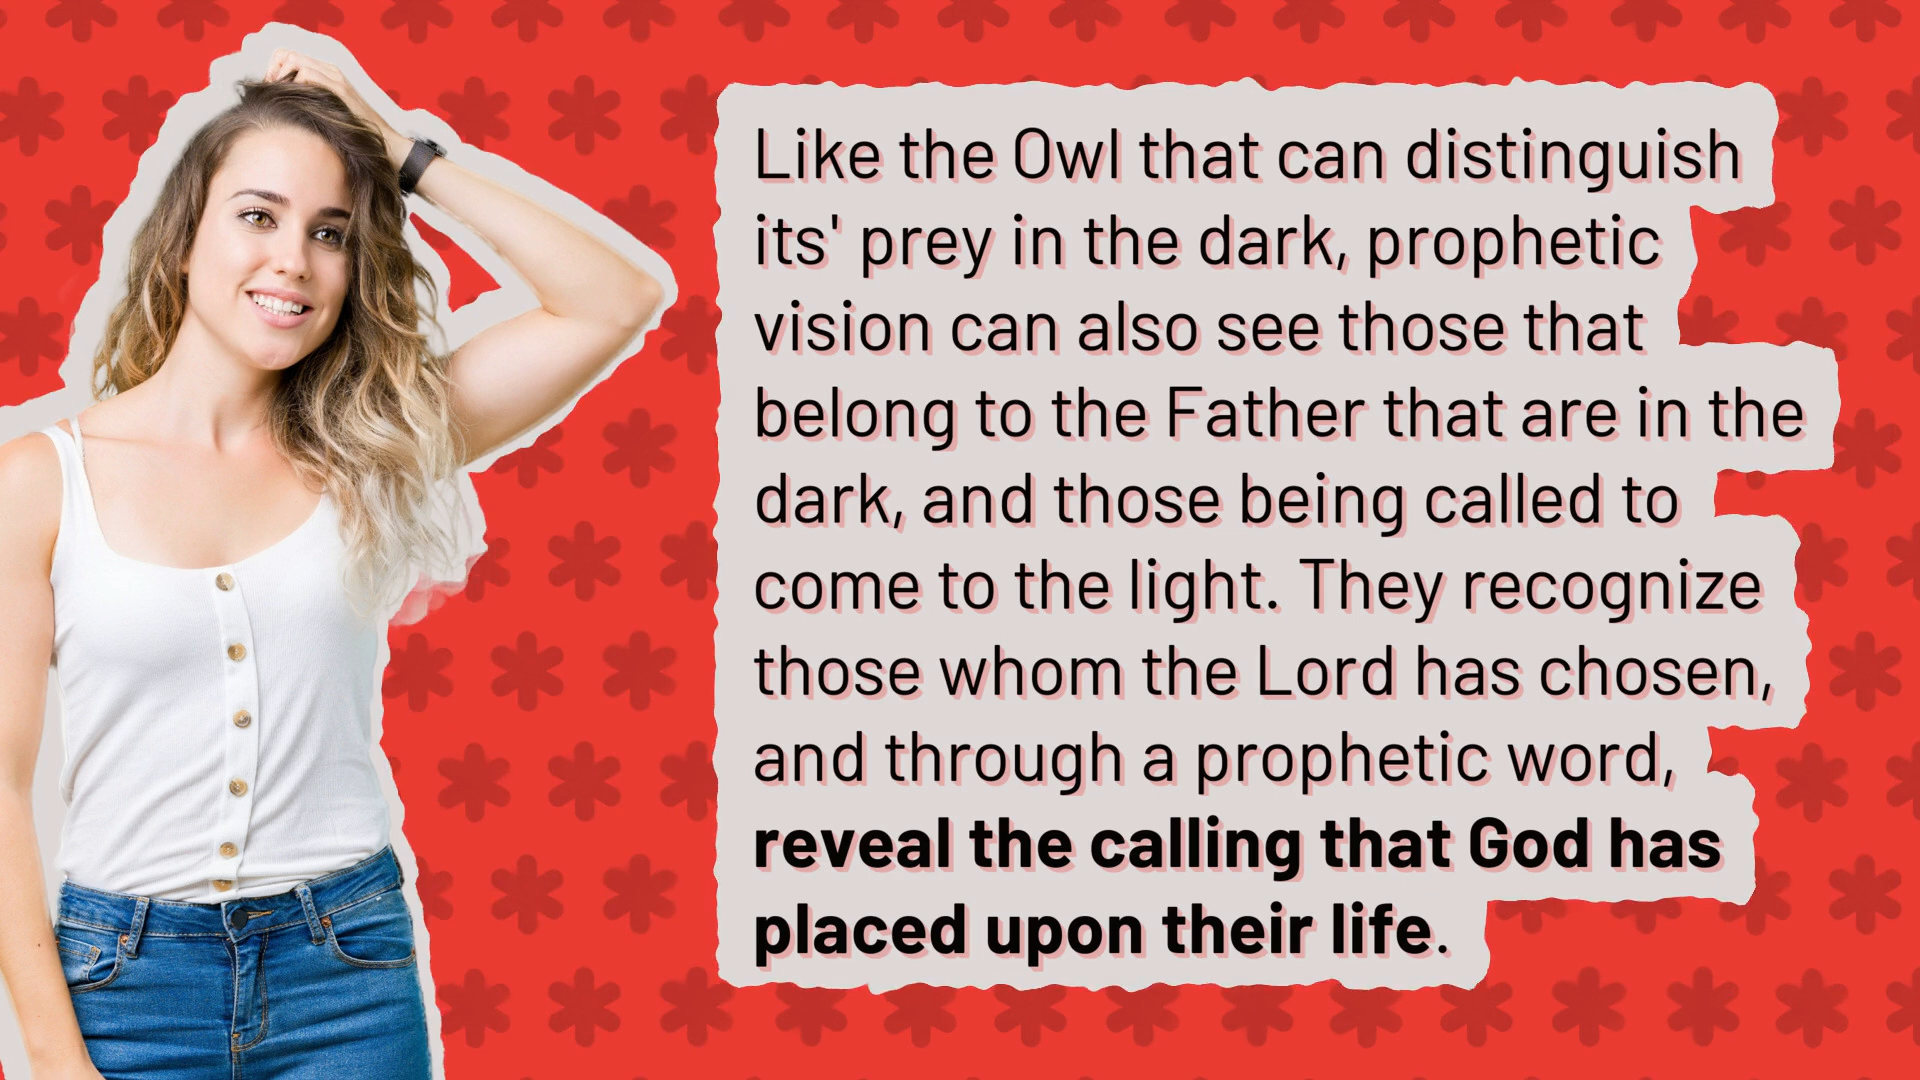 Like the Owl that can distinguish
its' prey in the dark, prophetic
vision can also see those that
belong to the Father that are in the
dark, and those being called to
come to the light. They recognize
those whom the Lord has chosen,
and through a prophetic word,
reveal the calling that God has
placed upon their life.